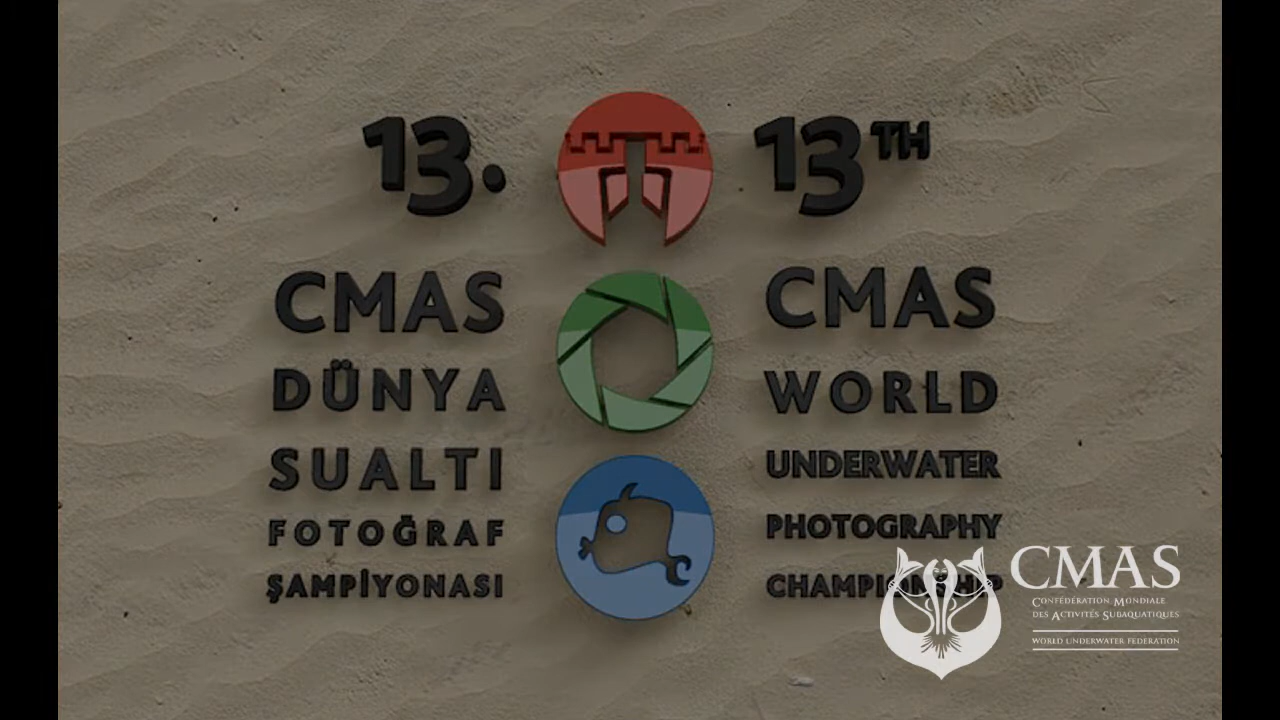 13.
CMAS
DÜNYA
SUALTI
FOTOĞRAF
ŞAMPİYONASI
13TH
CMAS
WORLD
UNDERWATER
PHOTOGRAPHY
CHAMPIONSHIP
CMAS
CONFÉDÉRATION MONDIALE
DES ACTIVITÉS SUBAQUATIQUES
WORLD UNDERWATER FEDERATION